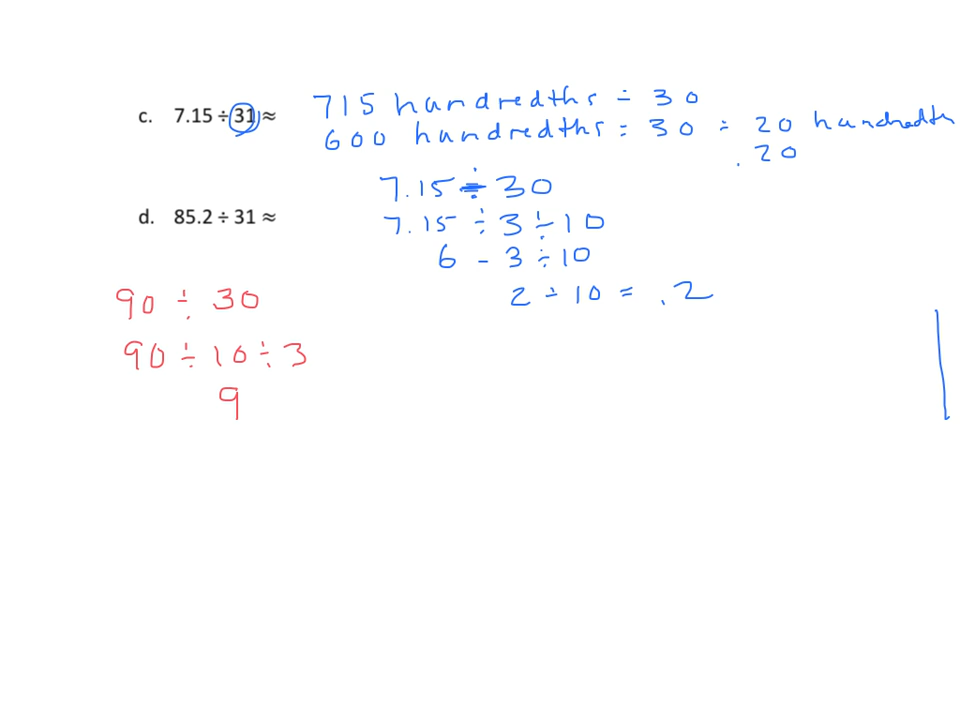 c. 7.15 ÷ 31 ≈ 715 hundredths ÷ 30
600 hundredths ÷ 30 = 20 hundredth
.20
7.15 ÷ 30
d. 85.2 ÷ 31 ≈ 7.15 ÷ 3 ÷ 10
6 - 3 ÷ 10
90 ÷ 30 2 ÷ 10 = .2
90 ÷ 10 ÷ 3
9